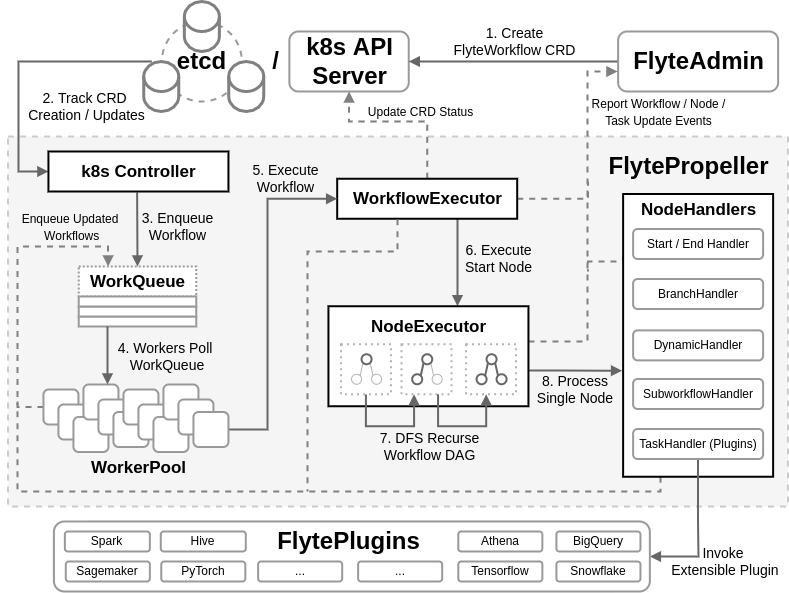 etcd
/
k8s API
Server
1. Create
FlyteWorkflow CRD
FlyteAdmin
2. Track CRD
Creation / Updates
Update CRD Status
Report Workflow / Node /
Task Update Events
FlytePropeller
k8s Controller
5. Execute
Workflow
WorkflowExecutor
NodeHandlers
Enqueue Updated
Workflows
3. Enqueue
Workflow
Start / End Handler
6. Execute
Start Node
WorkQueue
BranchHandler
NodeExecutor
4. Workers Poll
WorkQueue
DynamicHandler
8. Process
Single Node
SubworkflowHandler
7. DFS Recurse
Workflow DAG
TaskHandler (Plugins)
WorkerPool
FlytePlugins
Spark
Hive
Athena
BigQuery
Sagemaker
PyTorch
...
...
Tensorflow
Snowflake
Invoke
Extensible Plugin